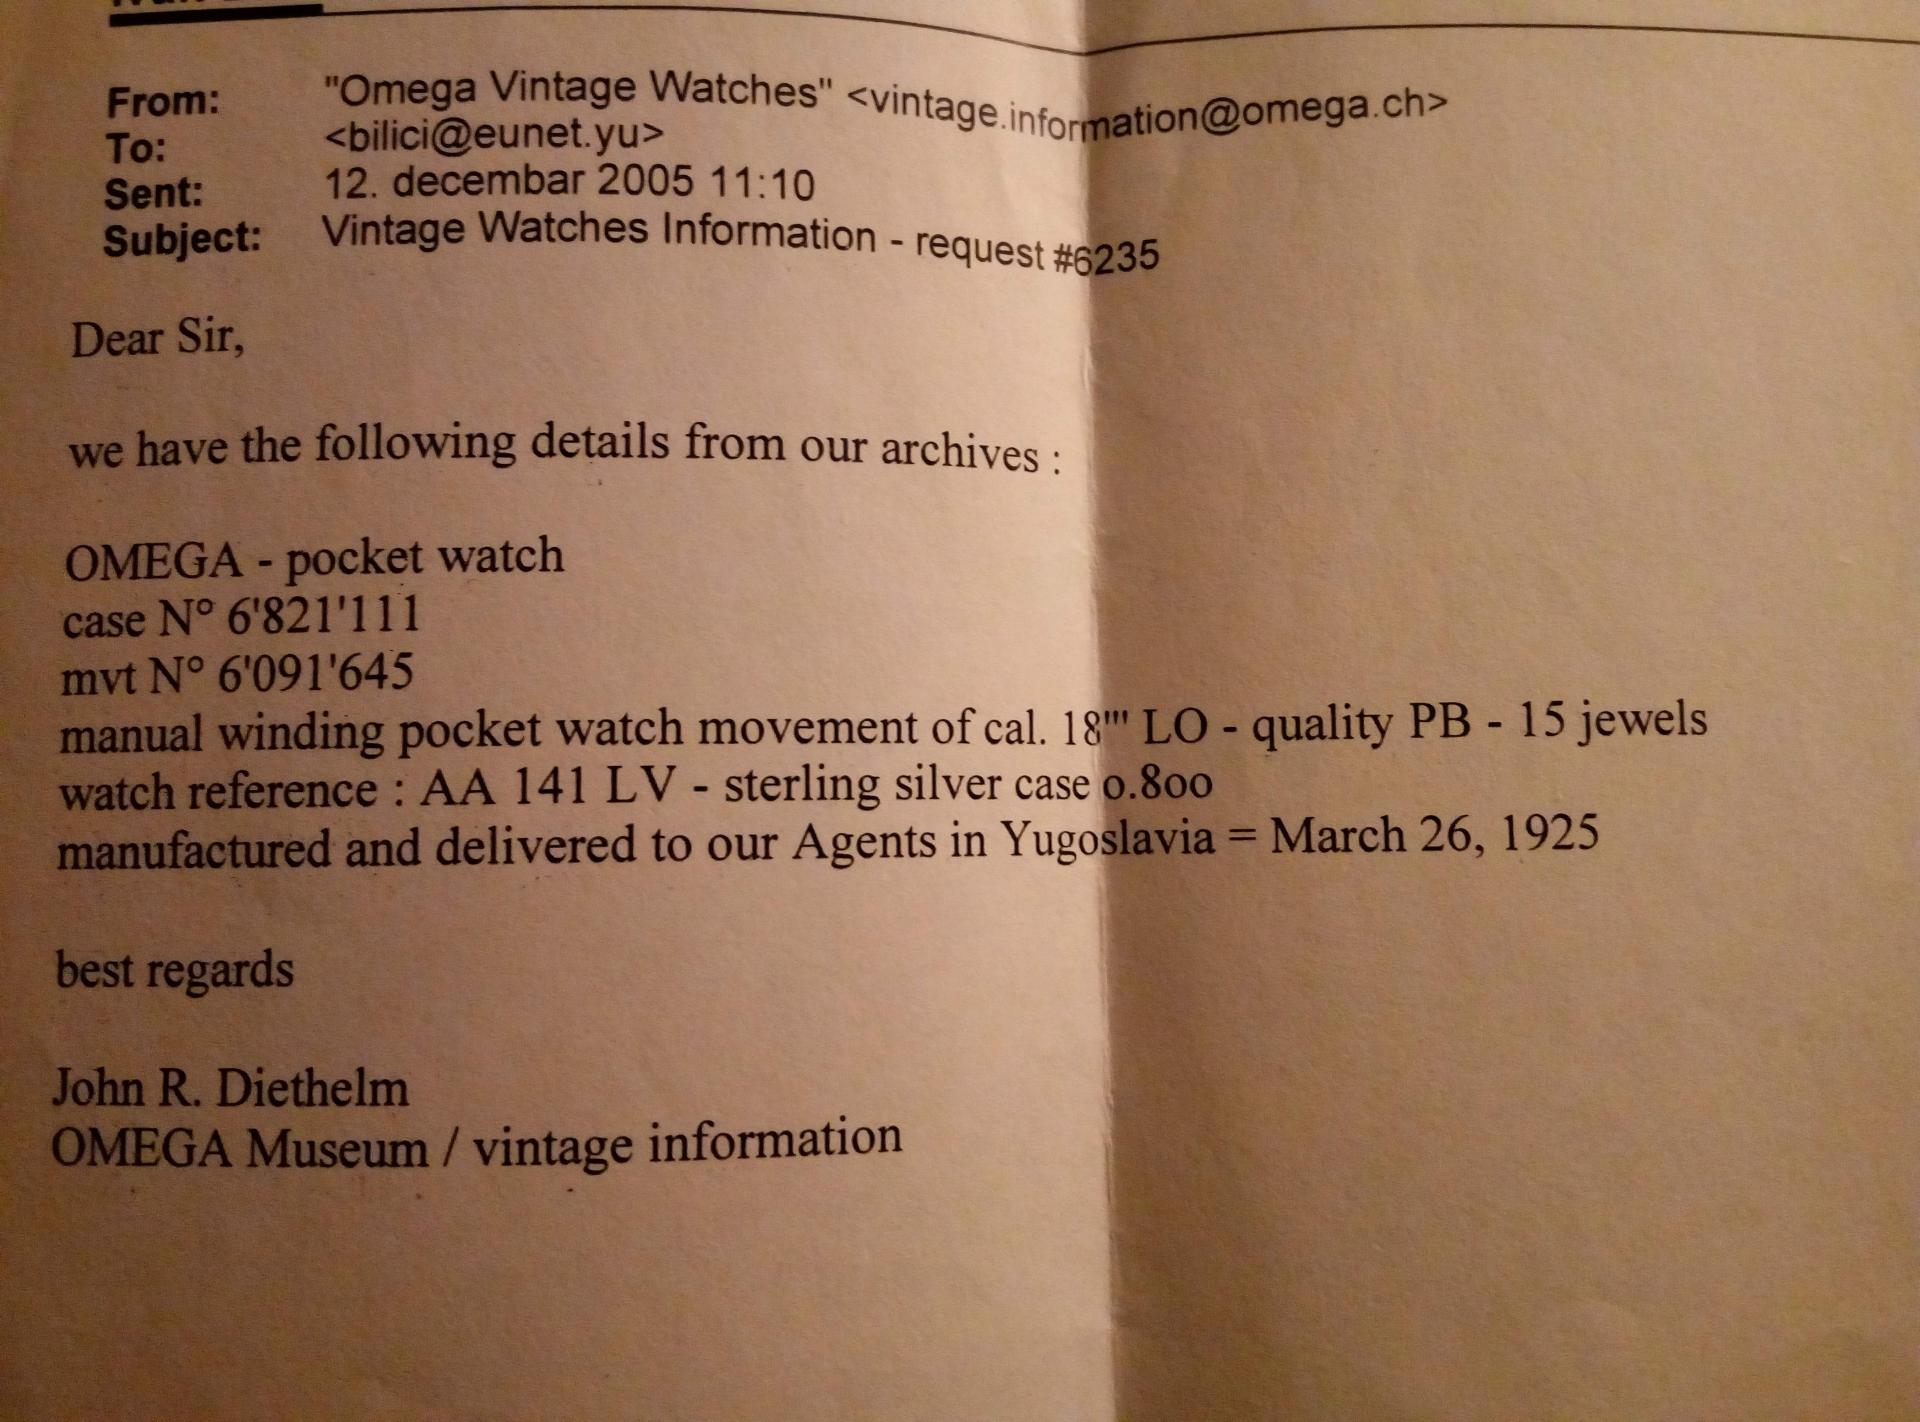 From: "Omega Vintage Watches" <vintage.information@omega.ch>
To: <bilici@eunet.yu>
Sent: 12. decembar 2005 11:10
Subject: Vintage Watches Information - request #6235
Dear Sir,
we have the following details from our archives :
OMEGA - pocket watch
case N° 6'821'111
mvt N° 6'091'645
manual winding pocket watch movement of cal. 18''' LO - quality PB - 15 jewels
watch reference : AA 141 LV - sterling silver case o.8oo
manufactured and delivered to our Agents in Yugoslavia = March 26, 1925
best regards
John R. Diethelm
OMEGA Museum / vintage information